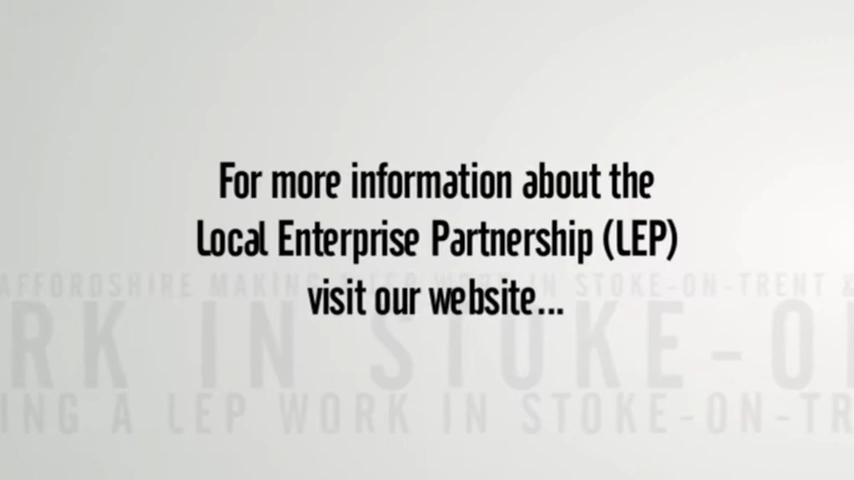 For more information about the
Local Enterprise Partnership (LEP)
visit our website...
AFFORDSHIRE MAKING A LEP WORK IN STOKE-ON-TRENT &
RK IN STOKE-O
ING A LEP WORK IN STOKE-ON-TR